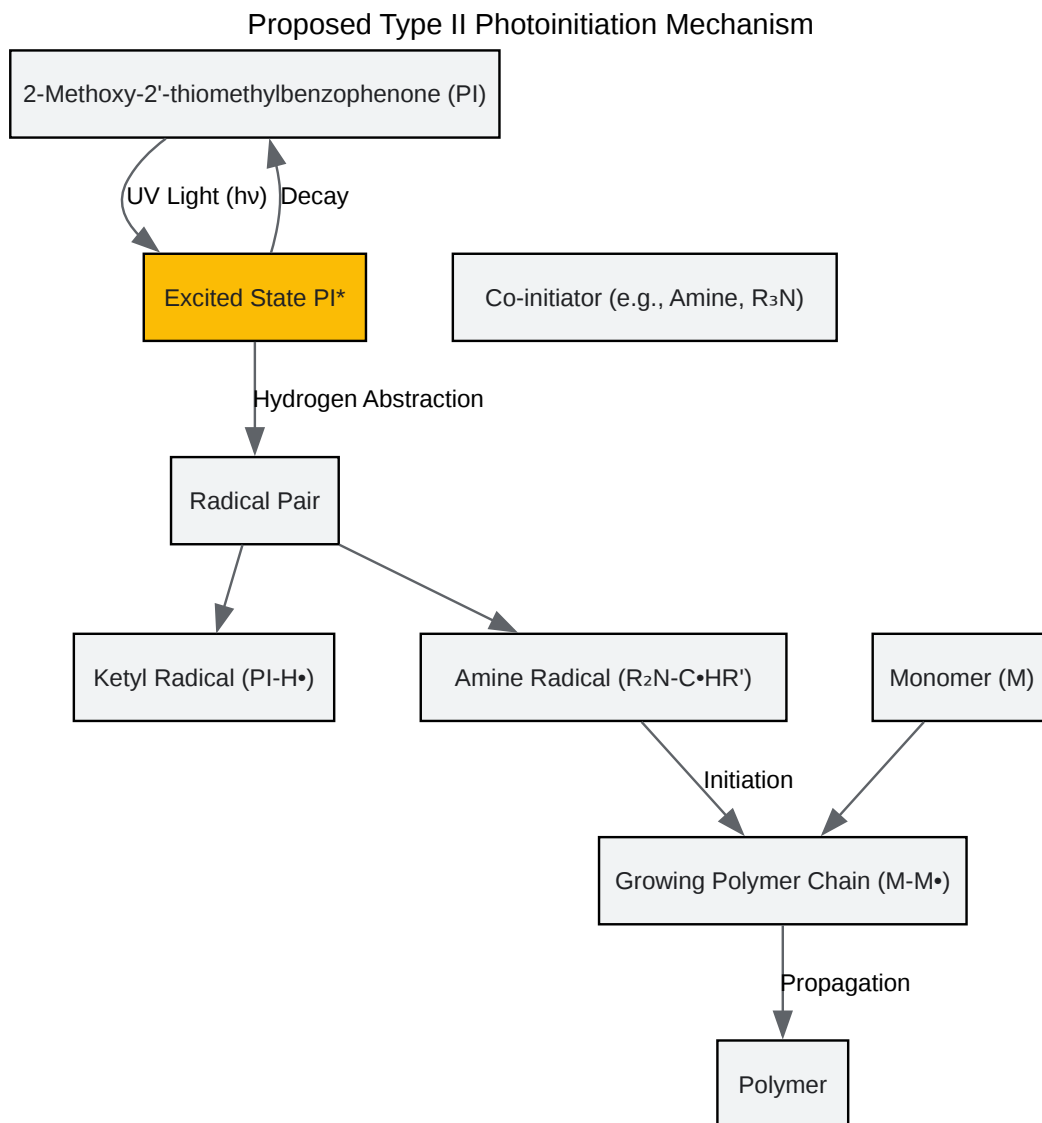 Proposed Type II Photoinitiation Mechanism
2-Methoxy-2'-thiomethylbenzophenone (PI)
UV Light (hν)
Decay
Excited State PI*
Co-initiator (e.g., Amine, R₃N)
Hydrogen Abstraction
Radical Pair
Ketyl Radical (PI-H•)
Amine Radical (R₂N-C•HR')
Monomer (M)
Initiation
Growing Polymer Chain (M-M•)
Propagation
Polymer